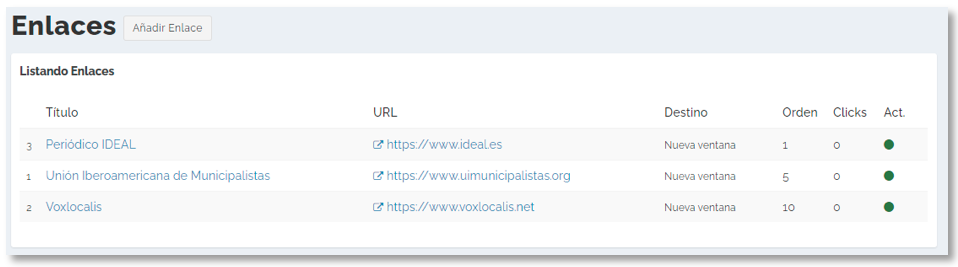 Enlaces Añadir Enlace
Listando Enlaces
Título URL Destino Orden Clicks Act.
3 Periódico IDEAL https://www.ideal.es Nueva ventana 1 0
1 Unión Iberoamericana de Municipalistas https://www.uimunicipalistas.org Nueva ventana 5 0
2 Voxlocalis https://www.voxlocalis.net Nueva ventana 10 0